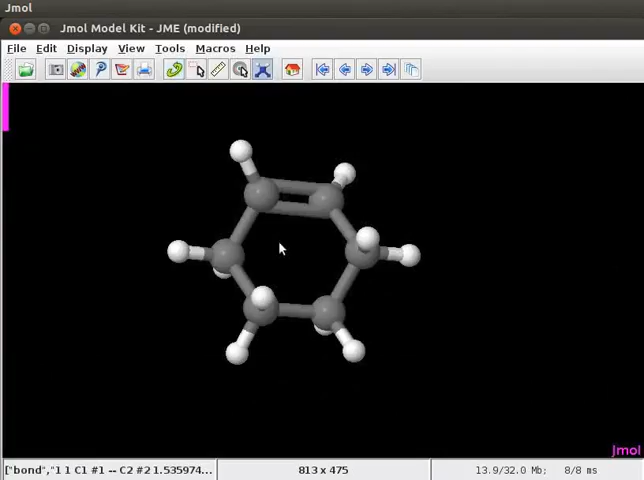 Jmol
Jmol Model Kit - JME (modified)
File Edit Display View Tools Macros Help
Jmol
["bond","1 1 C1 #1 -- C2 #2 1.535974... 813 x 475 13.9/32.0 Mb; 8/8 ms